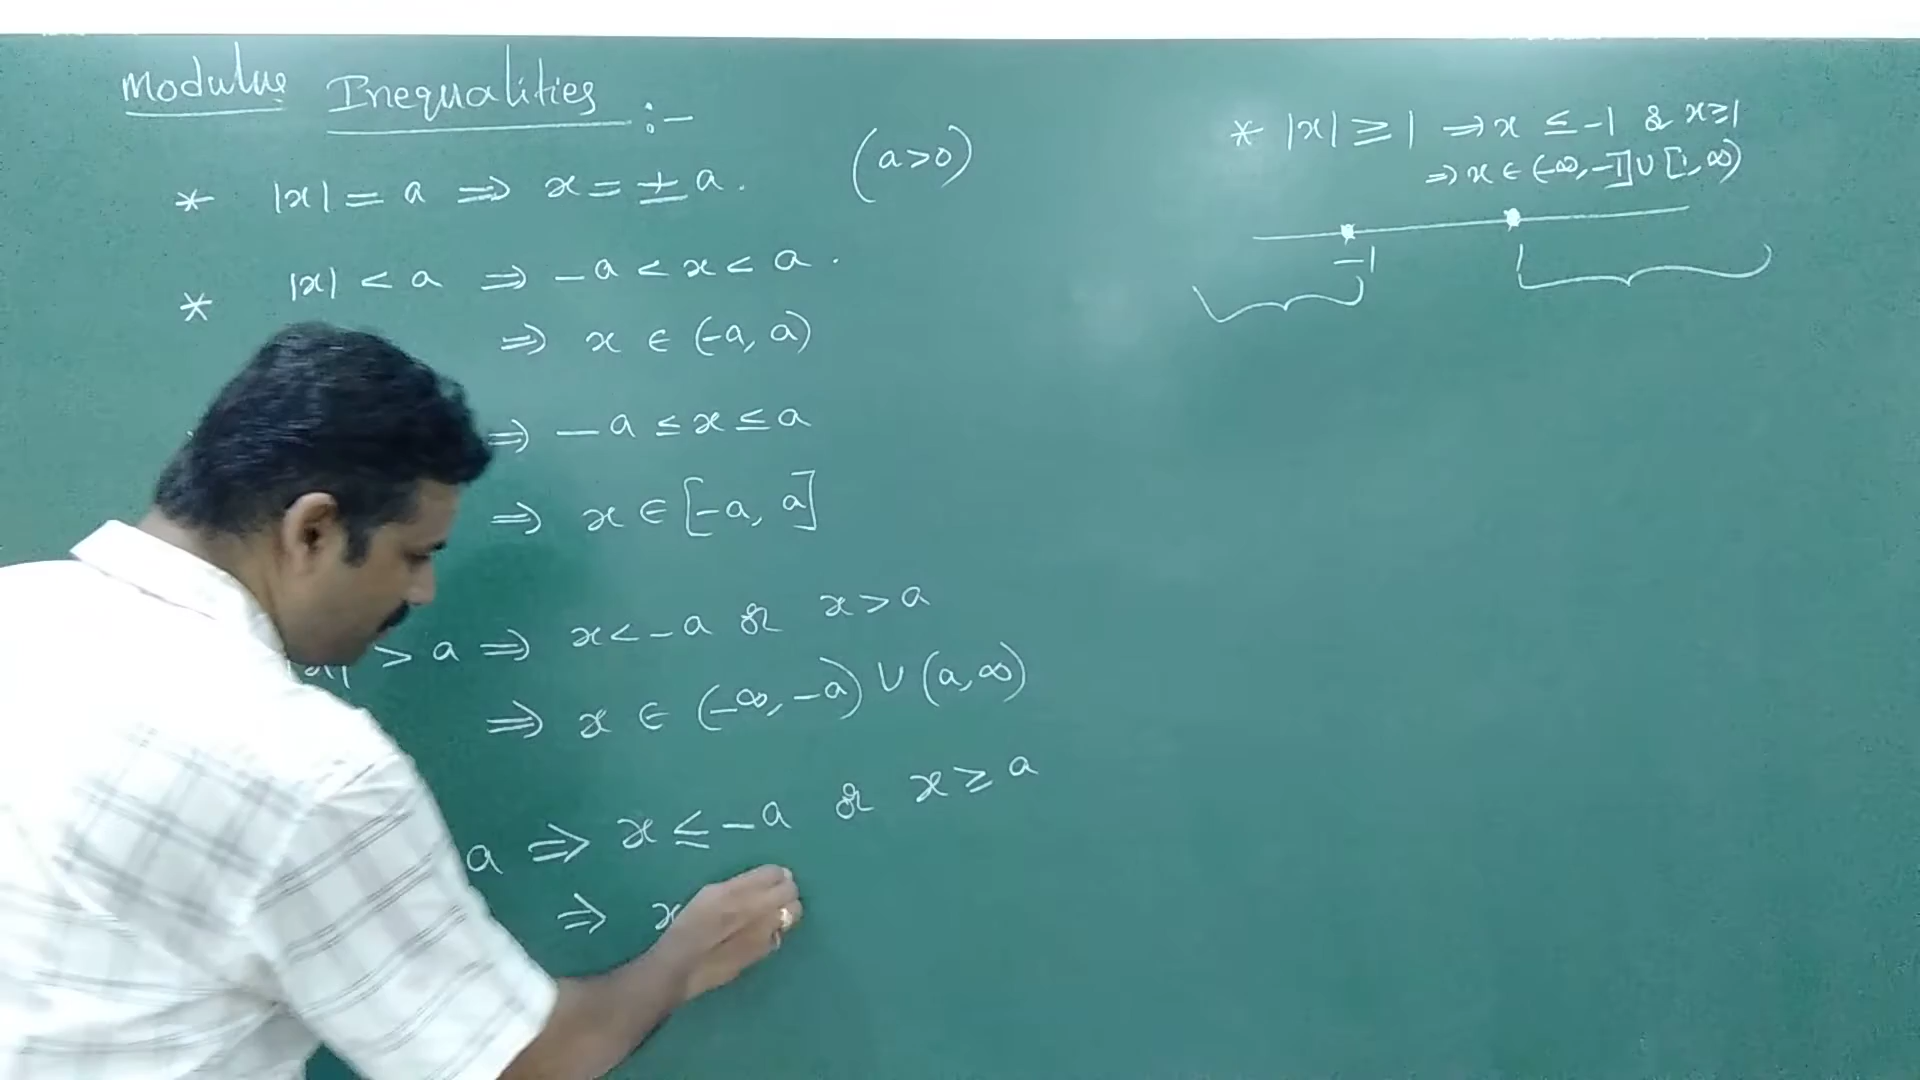 Modulus Inequalities :-
(a>0)
* |x| = a ⇒ x = ± a.
* |x| < a ⇒ -a < x < a.
⇒ x ∈ (-a, a)
⇒ -a ≤ x ≤ a
⇒ x ∈ [-a, a]
> a ⇒ x < -a or x > a
⇒ x ∈ (-∞, -a) ∪ (a, ∞)
a ⇒ x ≤ -a or x ≥ a
⇒ x
* |x| ≥ 1 ⇒ x ≤ -1 & x ≥ 1
⇒ x ∈ (-∞, -1] ∪ [1, ∞)
-1 1